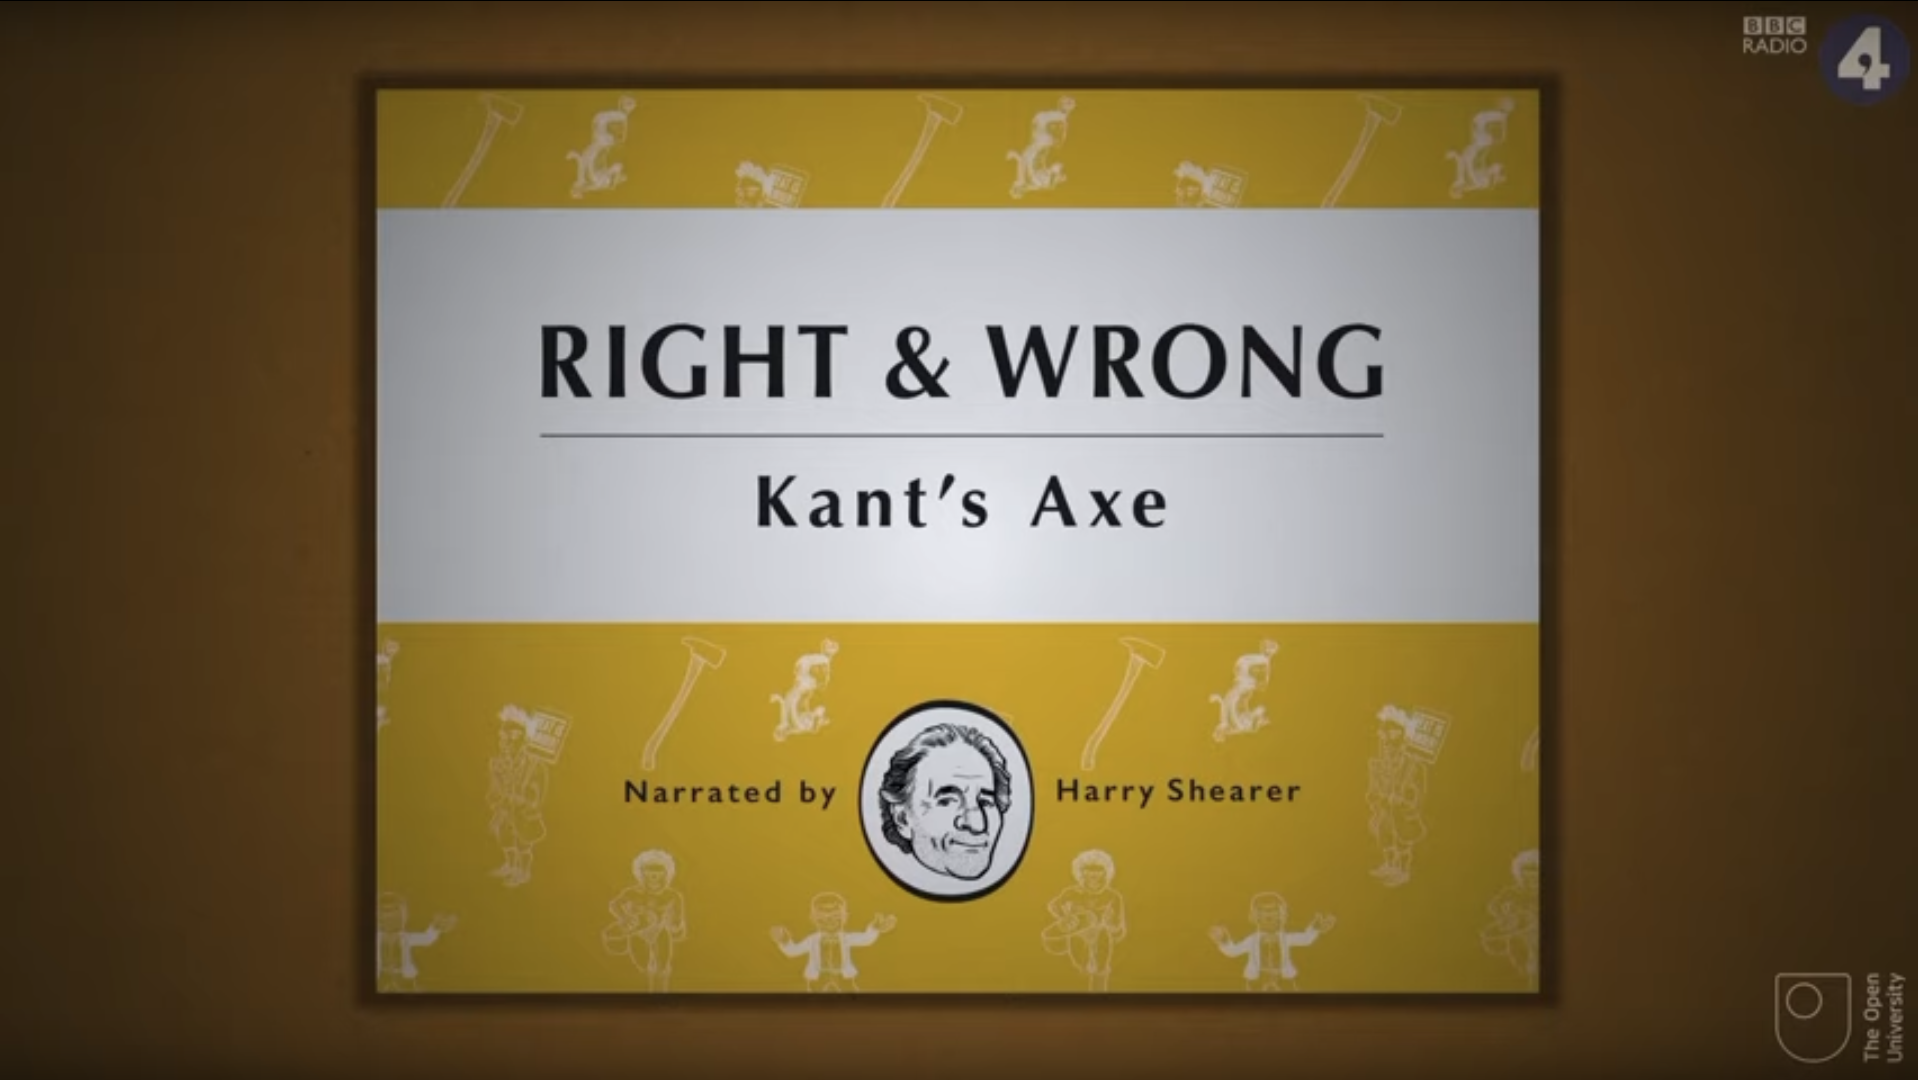 BBC
RADIO
4
RIGHT & WRONG
Kant's Axe
Narrated by
Harry Shearer
The Open
University